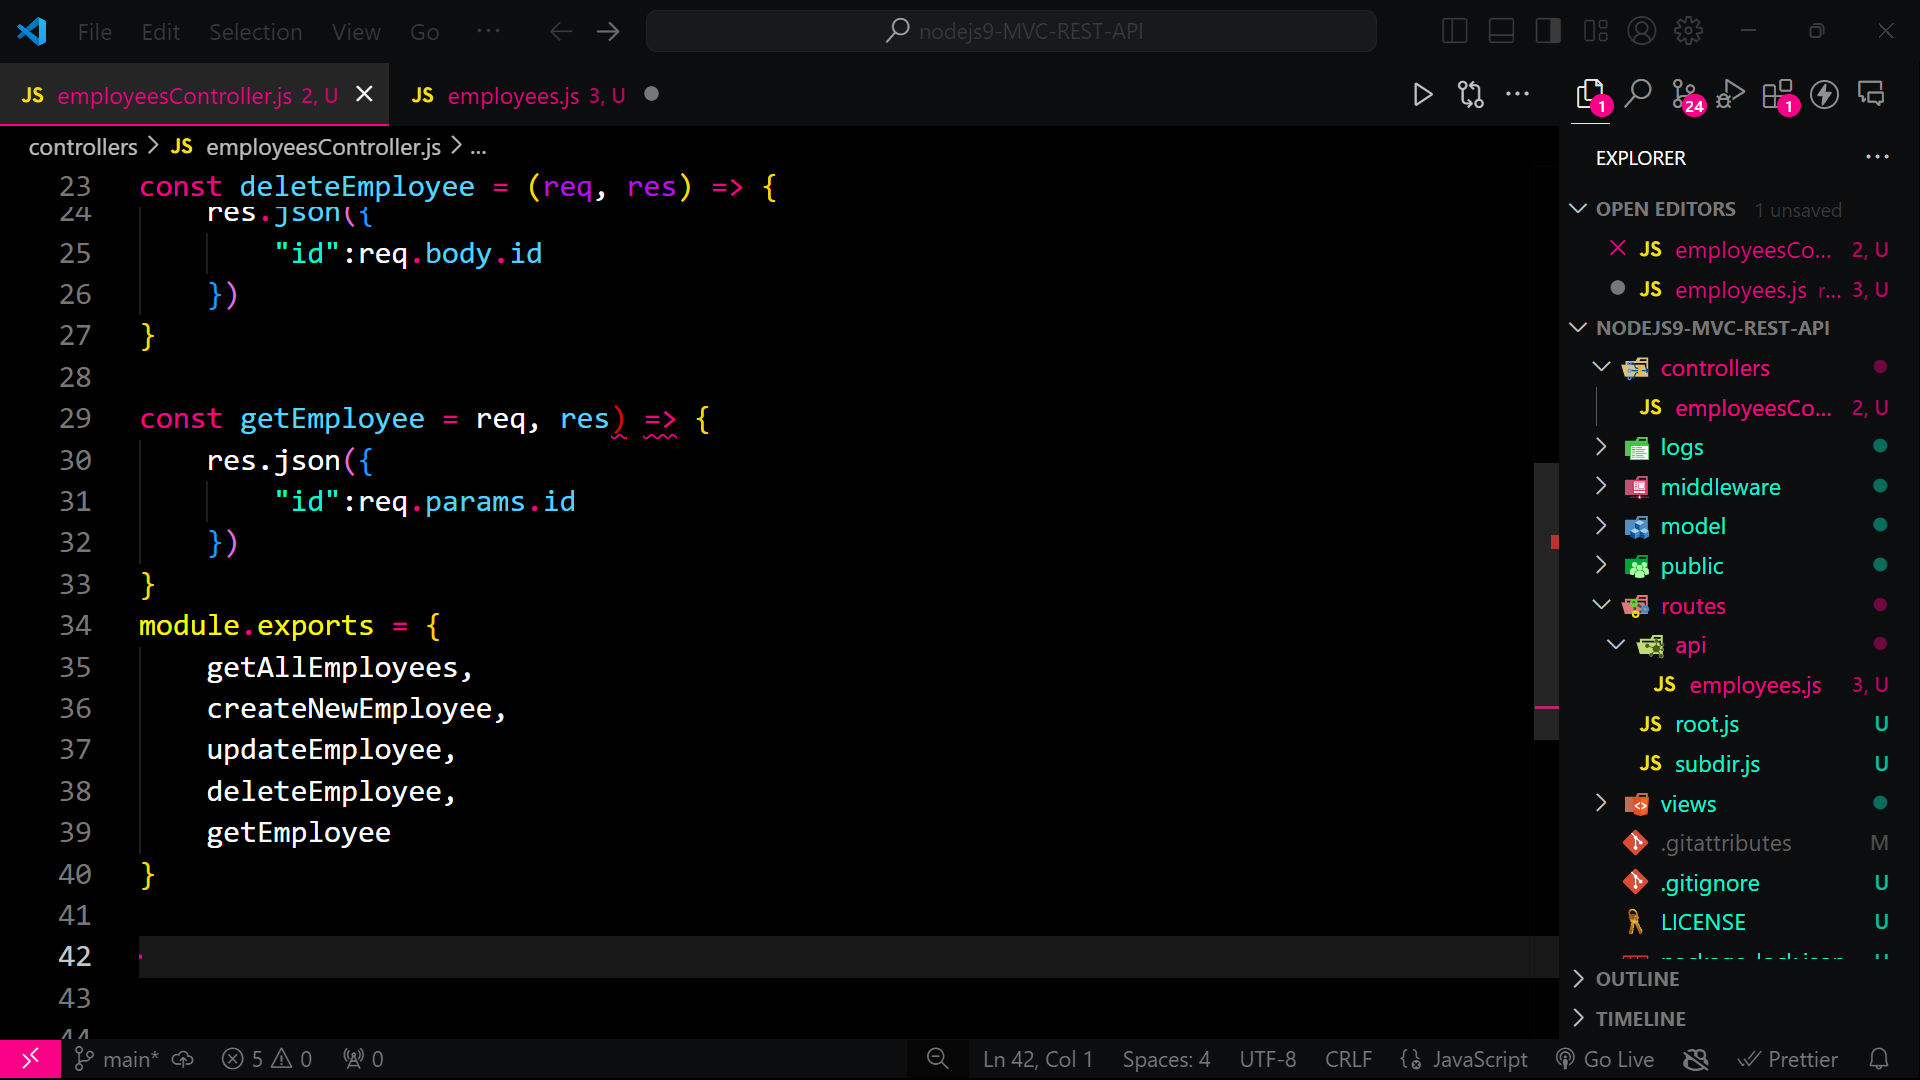 File Edit Selection View Go ··· nodejs9-MVC-REST-API
JS employeesController.js 2, U JS employees.js 3, U
1 24 1
controllers > JS employeesController.js > ...
23 const deleteEmployee = (req, res) => {
24     res.json({
25         "id":req.body.id
26     })
27 }
28
29 const getEmployee = req, res) => {
30     res.json({
31         "id":req.params.id
32     })
33 }
34 module.exports = {
35     getAllEmployees,
36     createNewEmployee,
37     updateEmployee,
38     deleteEmployee,
39     getEmployee
40 }
41
42
43
44
EXPLORER
OPEN EDITORS 1 unsaved
JS employeesCo... 2, U
JS employees.js r... 3, U
NODEJS9-MVC-REST-API
controllers
JS employeesCo... 2, U
logs
middleware
model
public
routes
api
JS employees.js 3, U
JS root.js U
JS subdir.js U
views
.gitattributes M
.gitignore U
LICENSE U
package-lock.json U
OUTLINE
TIMELINE
main* 5 0 0 Ln 42, Col 1 Spaces: 4 UTF-8 CRLF {} JavaScript Go Live Prettier